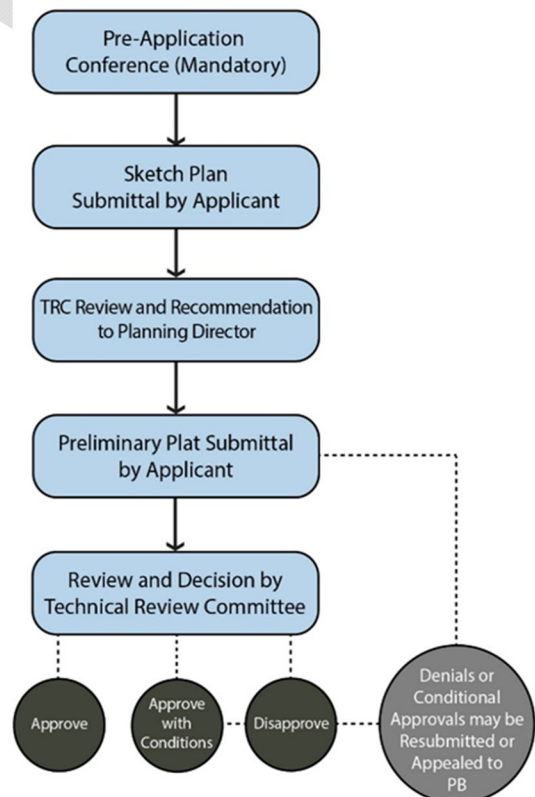 Pre-Application
Conference (Mandatory)
Sketch Plan
Submittal by Applicant
TRC Review and Recommendation
to Planning Director
Preliminary Plat Submittal
by Applicant
Review and Decision by
Technical Review Committee
Approve
Approve
with
Conditions
Disapprove
Denials or
Conditional
Approvals may be
Resubmitted or
Appealed to
PB